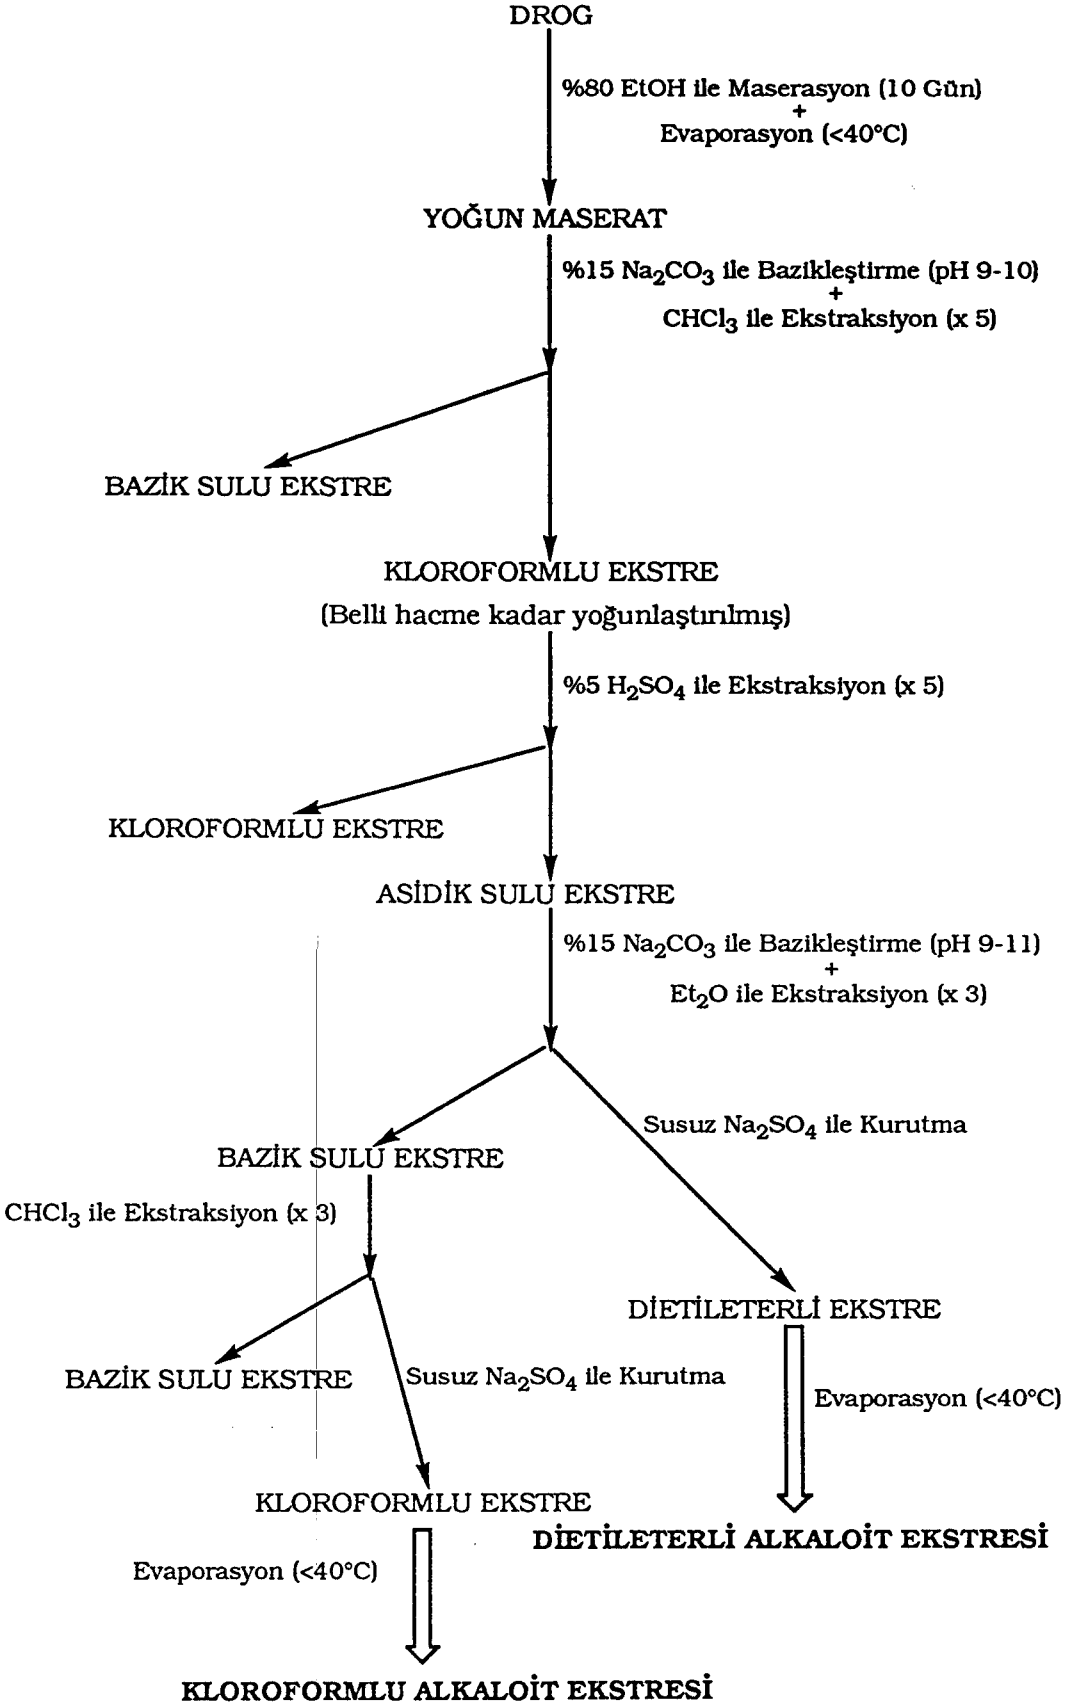 DROG
%80 EtOH ile Maserasyon (10 Gün)
+
Evaporasyon (<40°C)
YOĞUN MASERAT
%15 Na₂CO₃ ile Bazikleştirme (pH 9-10)
+
CHCl₃ ile Ekstraksiyon (x 5)
BAZİK SULU EKSTRE
KLOROFORMLU EKSTRE
(Belli hacme kadar yoğunlaştırılmış)
%5 H₂SO₄ ile Ekstraksiyon (x 5)
KLOROFORMLU EKSTRE
ASİDİK SULU EKSTRE
%15 Na₂CO₃ ile Bazikleştirme (pH 9-11)
+
Et₂O ile Ekstraksiyon (x 3)
Susuz Na₂SO₄ ile Kurutma
BAZİK SULU EKSTRE
CHCl₃ ile Ekstraksiyon (x 3)
DİETİLETERLİ EKSTRE
BAZİK SULU EKSTRE
Susuz Na₂SO₄ ile Kurutma
Evaporasyon (<40°C)
KLOROFORMLU EKSTRE
DİETİLETERLİ ALKALOİT EKSTRESİ
Evaporasyon (<40°C)
KLOROFORMLU ALKALOİT EKSTRESİ